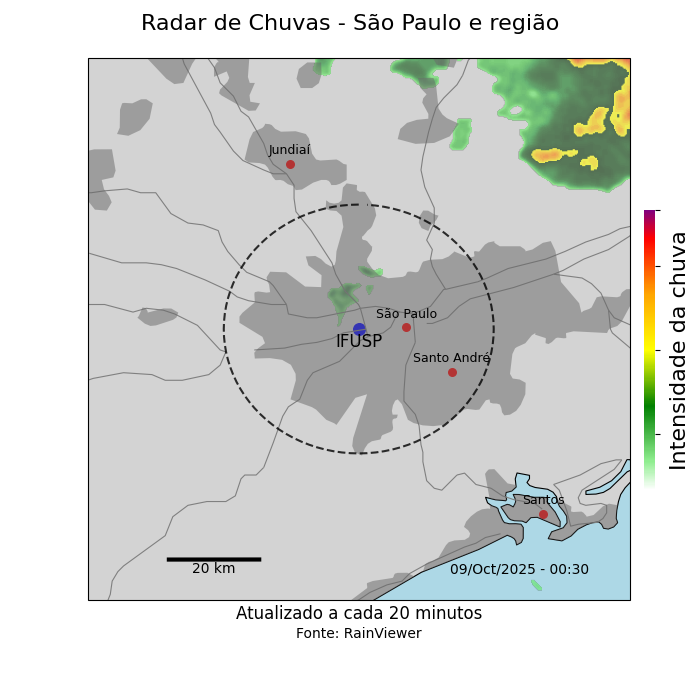 Radar de Chuvas - São Paulo e região
Jundiaí
São Paulo
IFUSP
Santo André
Intensidade da chuva
Santos
20 km
09/Oct/2025 - 00:30
Atualizado a cada 20 minutos
Fonte: RainViewer